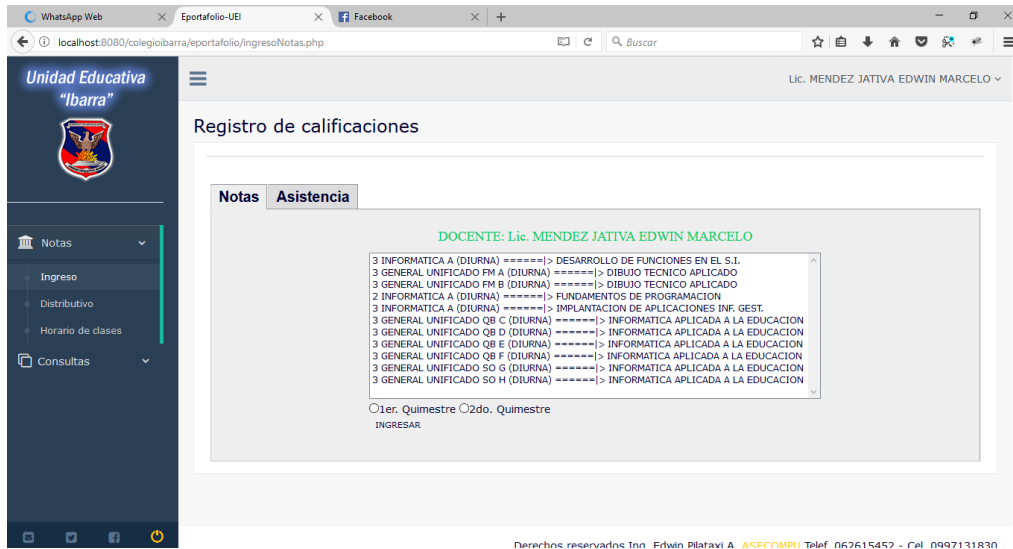 WhatsApp Web
Eportafolio-UEI
Facebook
localhost:8080/colegioibarra/eportafolio/ingresoNotas.php
Buscar
Unidad Educativa
“Ibarra”
Lic. MENDEZ JATIVA EDWIN MARCELO
Registro de calificaciones
Notas
Asistencia
Notas
Ingreso
Distributivo
Horario de clases
Consultas
DOCENTE: Lic. MENDEZ JATIVA EDWIN MARCELO
3 INFORMATICA A (DIURNA) ======|> DESARROLLO DE FUNCIONES EN EL S.I.
3 GENERAL UNIFICADO FM A (DIURNA) ======|> DIBUJO TECNICO APLICADO
3 GENERAL UNIFICADO FM B (DIURNA) ======|> DIBUJO TECNICO APLICADO
2 INFORMATICA A (DIURNA) ======|> FUNDAMENTOS DE PROGRAMACION
3 INFORMATICA A (DIURNA) ======|> IMPLANTACION DE APLICACIONES INF. GEST.
3 GENERAL UNIFICADO QB C (DIURNA) ======|> INFORMATICA APLICADA A LA EDUCACION
3 GENERAL UNIFICADO QB D (DIURNA) ======|> INFORMATICA APLICADA A LA EDUCACION
3 GENERAL UNIFICADO QB E (DIURNA) ======|> INFORMATICA APLICADA A LA EDUCACION
3 GENERAL UNIFICADO QB F (DIURNA) ======|> INFORMATICA APLICADA A LA EDUCACION
3 GENERAL UNIFICADO SO G (DIURNA) ======|> INFORMATICA APLICADA A LA EDUCACION
3 GENERAL UNIFICADO SO H (DIURNA) ======|> INFORMATICA APLICADA A LA EDUCACION
1er. Quimestre 2do. Quimestre
INGRESAR
Derechos reservados Ing. Edwin Pilataxi A. ASECOMPU Telef. 062615452 - Cel. 0997131830